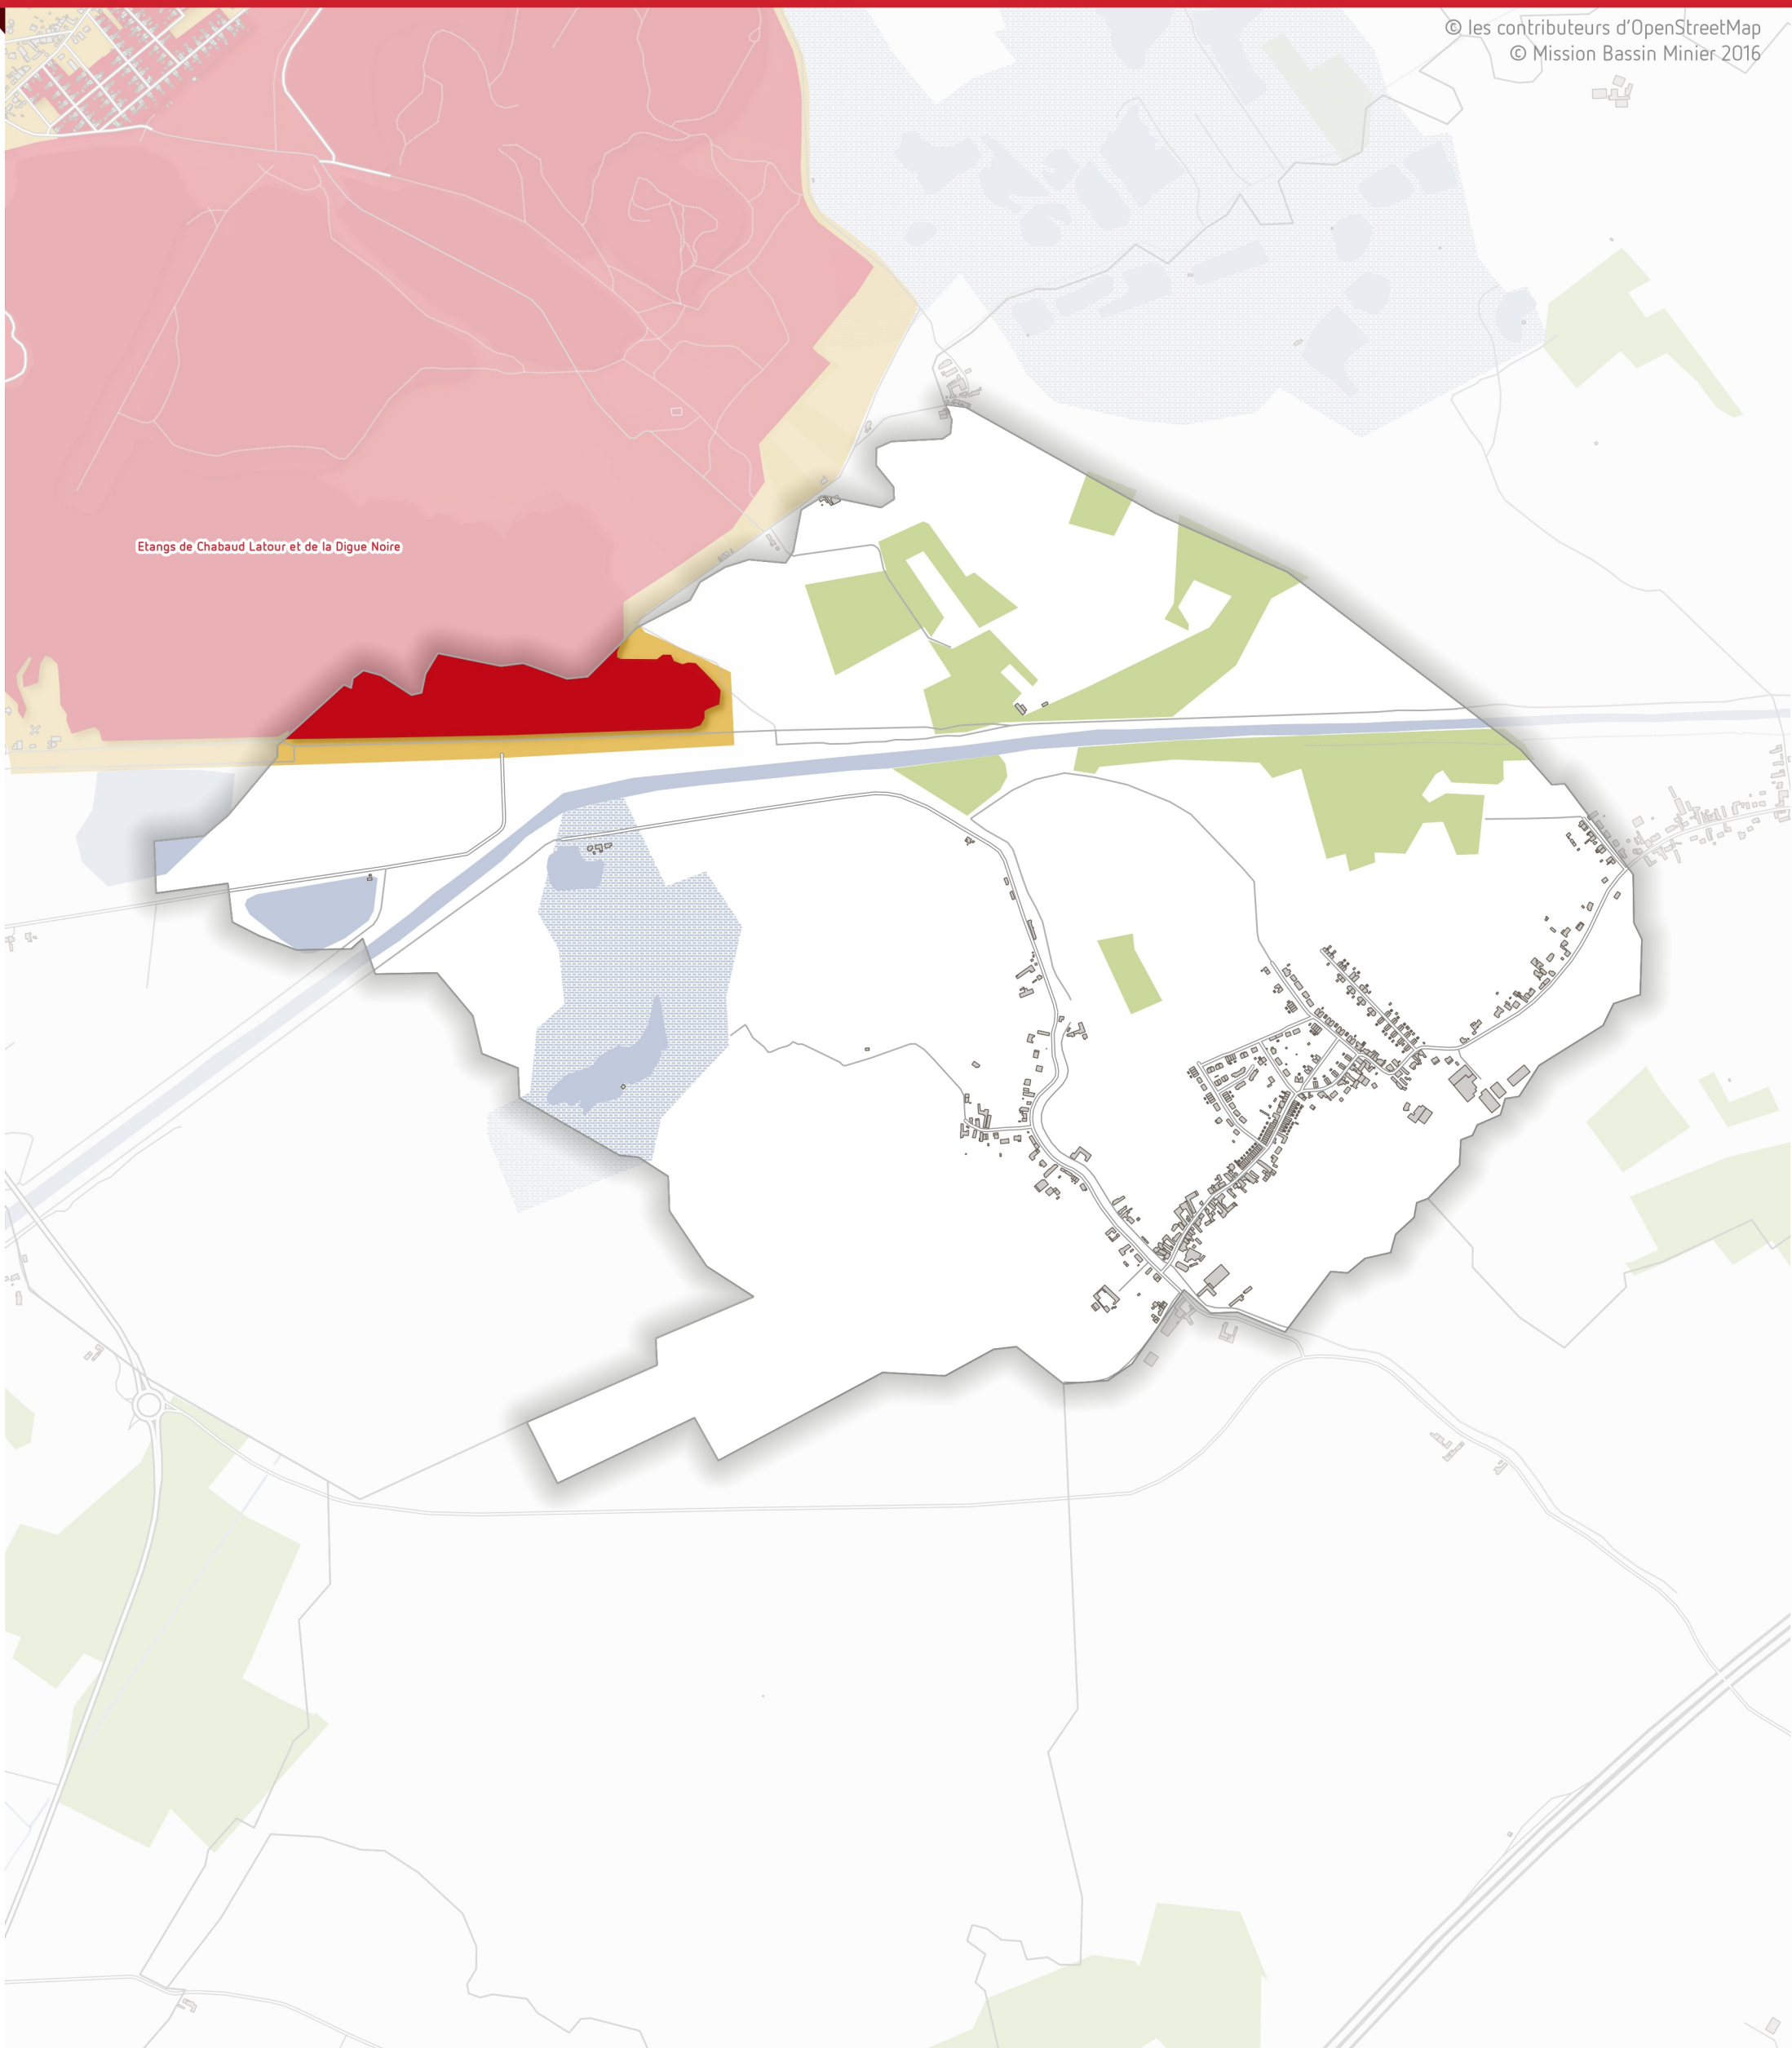 © les contributeurs d'OpenStreetMap
© Mission Bassin Minier 2016
Etangs de Chabaud Latour et de la Digue Noire